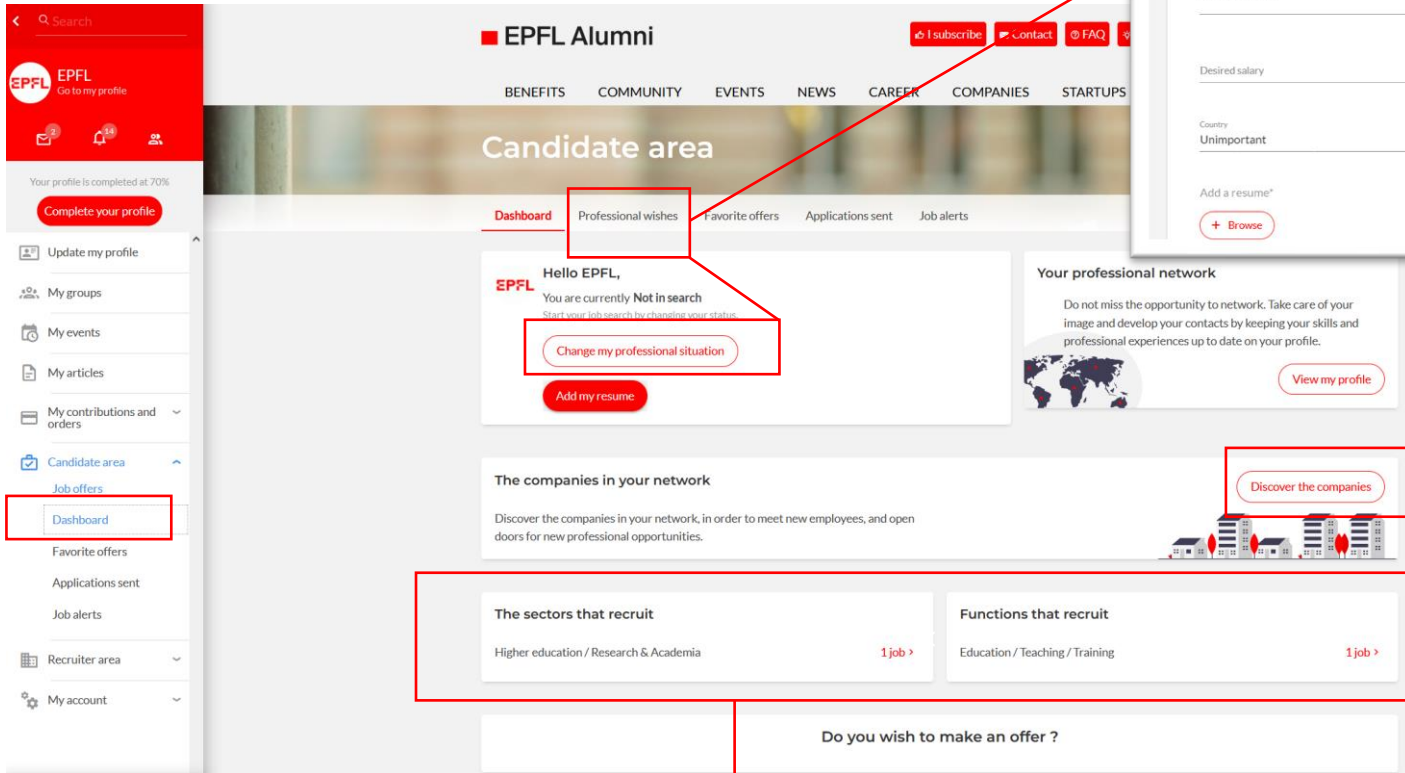 Search
EPFL
EPFL
Go to my profile
2
14
Your profile is completed at 70%
Complete your profile
Update my profile
My groups
My events
My articles
My contributions and
orders
Candidate area
Job offers
Dashboard
Favorite offers
Applications sent
Job alerts
Recruiter area
My account
EPFL Alumni
I subscribe
Contact
FAQ
BENEFITS COMMUNITY EVENTS NEWS CAREER COMPANIES STARTUPS
Candidate area
Dashboard Professional wishes Favorite offers Applications sent Job alerts
Desired salary
Country
Unimportant
Add a resume*
+ Browse
EPFL
Hello EPFL,
You are currently Not in search
Start your job search by changing your status.
Change my professional situation
Add my resume
Your professional network
Do not miss the opportunity to network. Take care of your
image and develop your contacts by keeping your skills and
professional experiences up to date on your profile.
View my profile
The companies in your network
Discover the companies in your network, in order to meet new employees, and open
doors for new professional opportunities.
Discover the companies
The sectors that recruit
Higher education / Research & Academia 1 job >
Functions that recruit
Education / Teaching / Training 1 job >
Do you wish to make an offer ?